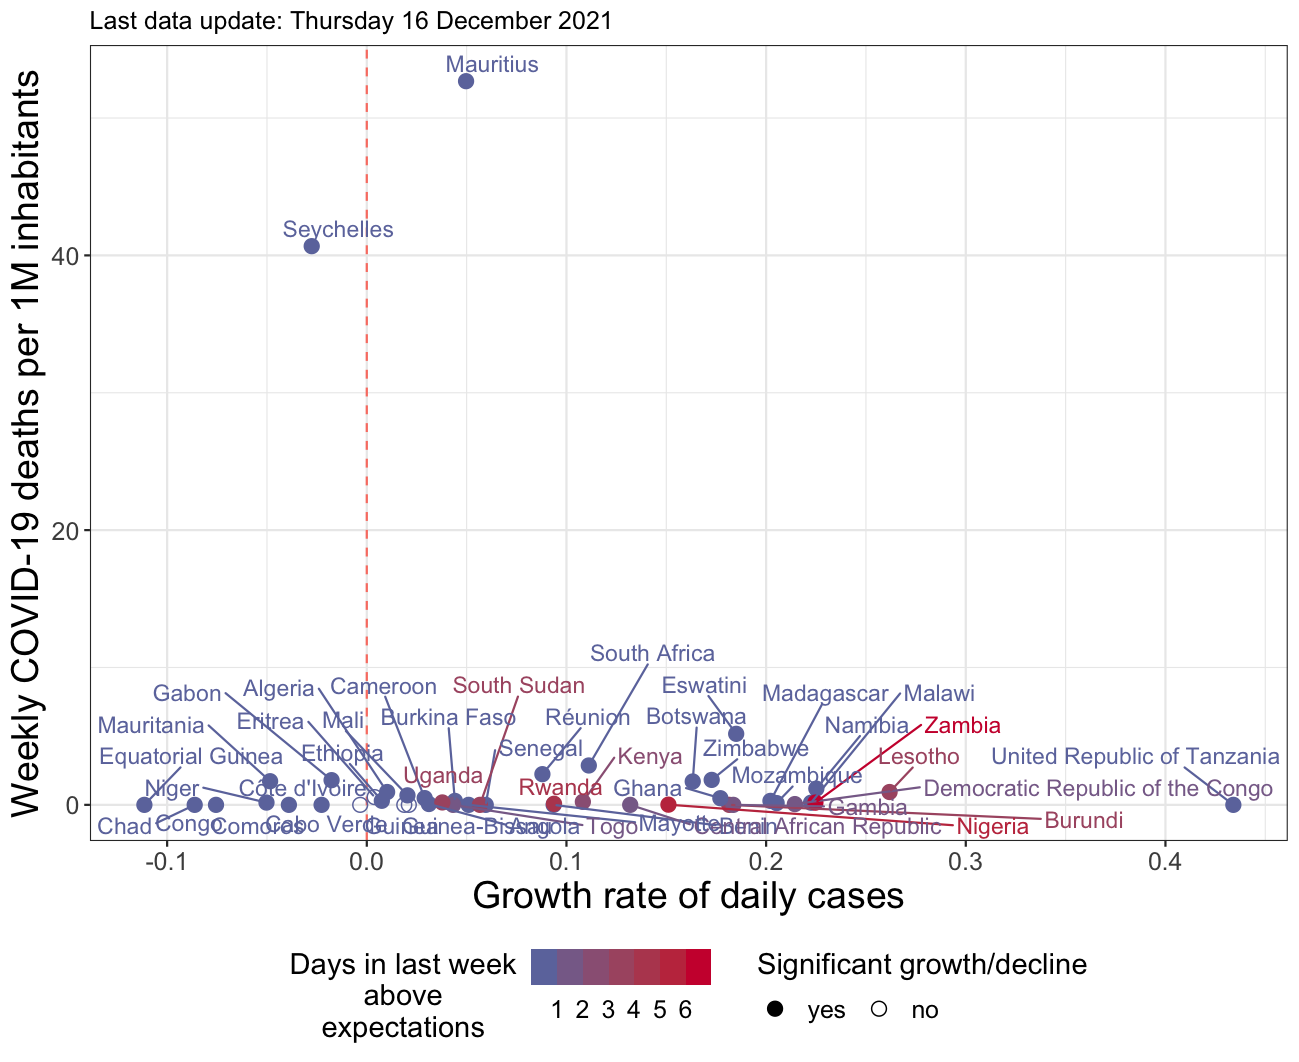 Last data update: Thursday 16 December 2021
Weekly COVID-19 deaths per 1M inhabitants
40
20
0
Mauritius
Seychelles
South Africa
Gabon
Algeria
Cameroon
South Sudan
Eswatini
Madagascar
Malawi
Mauritania
Eritrea
Mali
Burkina Faso
Réunion
Botswana
Namibia
Zambia
Equatorial Guinea
Ethiopia
Senegal
Kenya
Zimbabwe
Lesotho
United Republic of Tanzania
Niger
Côte d'Ivoire
Uganda
Rwanda
Ghana
Mozambique
Democratic Republic of the Congo
Gambia
Chad
Congo
Comoros
Cabo Verde
Guinea
Guinea-Bissau
Angola
Togo
Mayotte
Benin
Central African Republic
Nigeria
Burundi
-0.1
0.0
0.1
0.2
0.3
0.4
Growth rate of daily cases
Days in last week
above
expectations
1 2 3 4 5 6
Significant growth/decline
yes
no